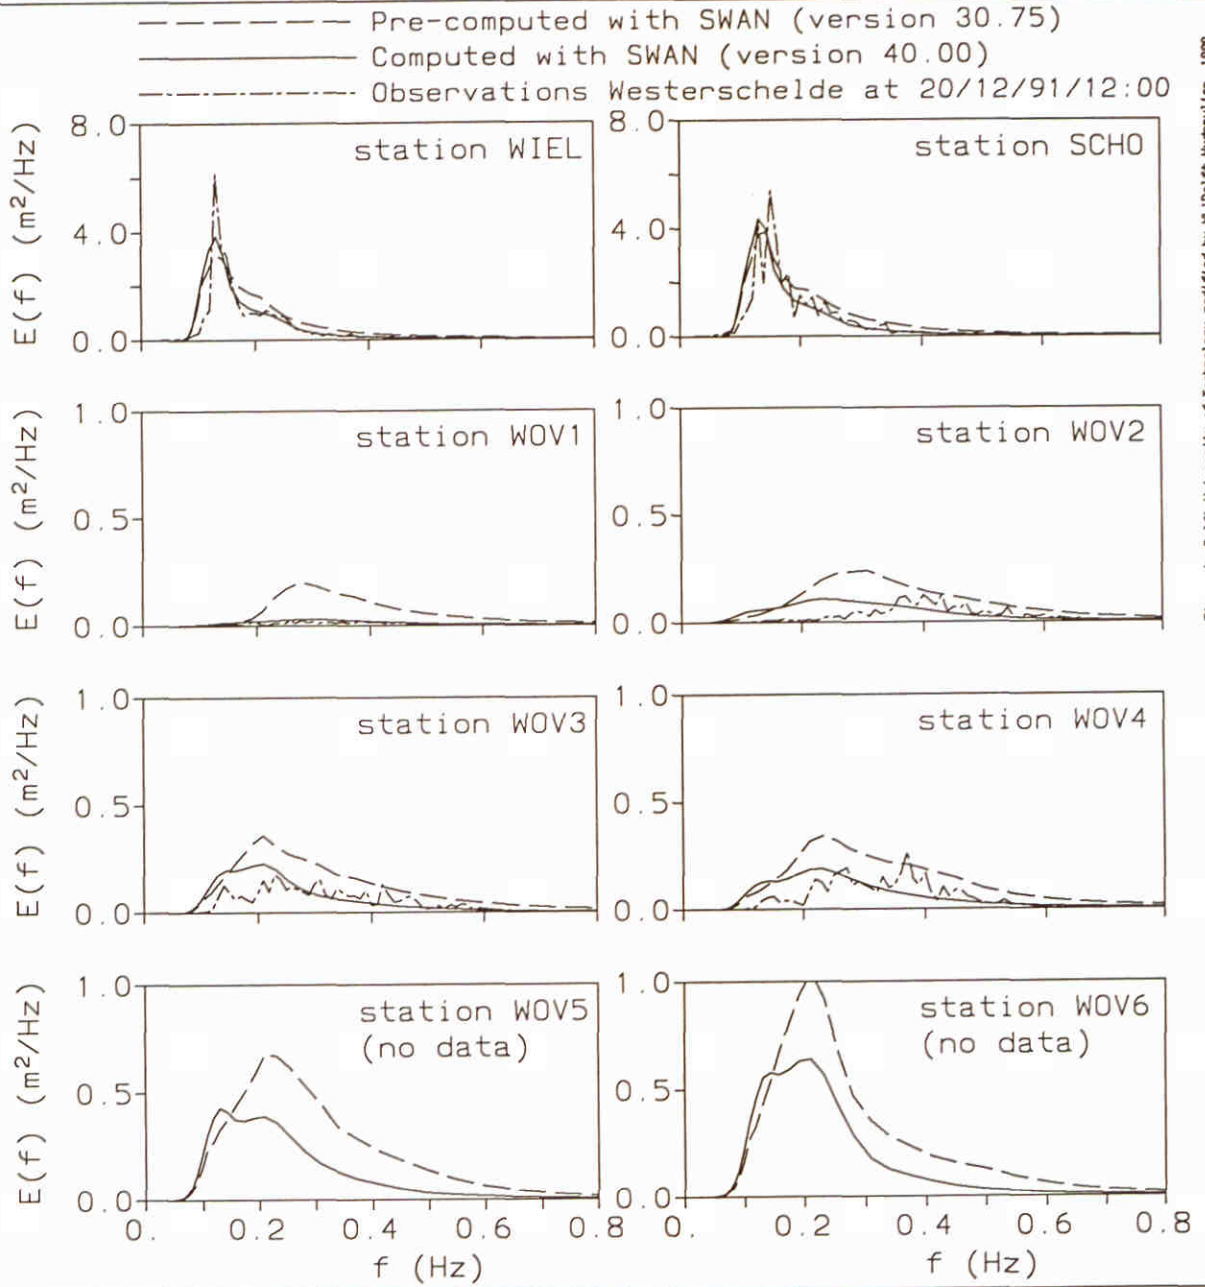 Pre-computed with SWAN (version 30.75)
Computed with SWAN (version 40.00)
Observations Westerschelde at 20/12/91/12:00
8.0
4.0
0.0
E(f) (m²/Hz)
station WIEL
8.0
4.0
0.0
station SCHO
1.0
0.5
0.0
E(f) (m²/Hz)
station WOV1
1.0
0.5
0.0
station WOV2
1.0
0.5
0.0
E(f) (m²/Hz)
station WOV3
1.0
0.5
0.0
station WOV4
1.0
0.5
0.0
E(f) (m²/Hz)
station WOV5
(no data)
0. 0.2 0.4 0.6 0.8
f (Hz)
1.0
0.5
0.0
station WOV6
(no data)
0. 0.2 0.4 0.6 0.8
f (Hz)